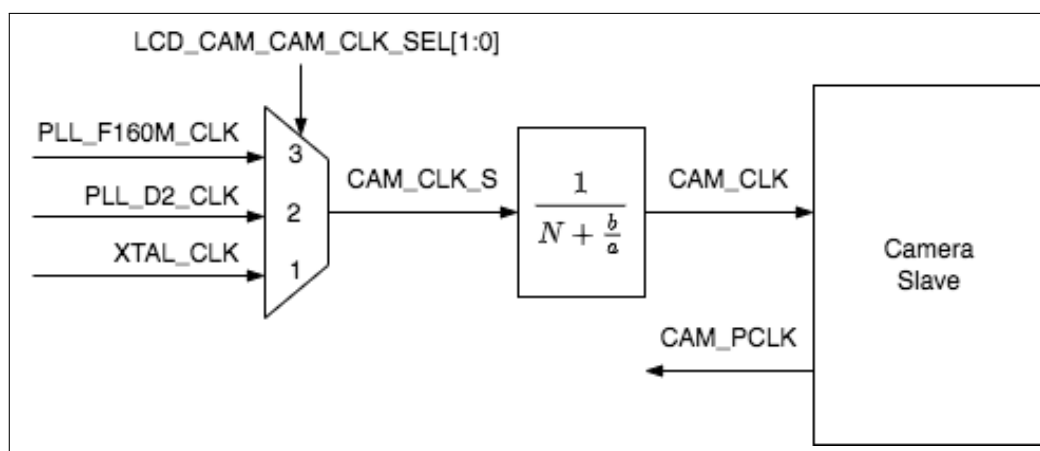 LCD_CAM_CAM_CLK_SEL[1:0]
PLL_F160M_CLK
3
PLL_D2_CLK
2
XTAL_CLK
1
CAM_CLK_S
1
N + b/a
CAM_CLK
Camera
Slave
CAM_PCLK